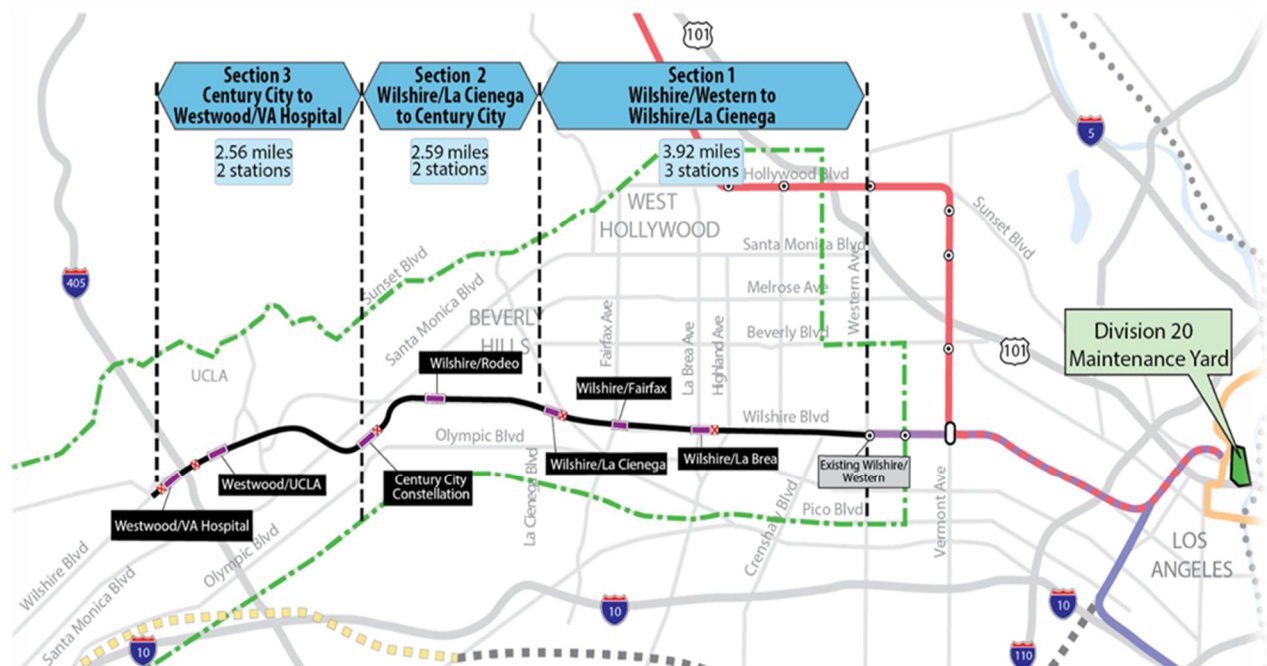 101
Section 3
Century City to
Westwood/VA Hospital
Section 2
Wilshire/La Cienega
to Century City
Section 1
Wilshire/Western to
Wilshire/La Cienega
5
2.56 miles
2 stations
2.59 miles
2 stations
3.92 miles
3 stations
Hollywood Blvd
WEST
HOLLYWOOD
Sunset Blvd
Santa Monica Blvd
405
Sunset Blvd
Melrose Ave
Western Ave
Santa Monica Blvd
BEVERLY
HILLS
Fairfax Ave
La Brea Ave
Highland Ave
Beverly Blvd
101
Division 20
Maintenance Yard
UCLA
Wilshire/Rodeo
Wilshire/Fairfax
Wilshire Blvd
Olympic Blvd
Wilshire/La Cienega
Wilshire/La Brea
Existing Wilshire/
Western
Westwood/UCLA
Century City
Constellation
La Cienega Blvd
Crenshaw Blvd
Pico Blvd
Vermont Ave
Westwood/VA Hospital
LOS
ANGELES
Wilshire Blvd
Santa Monica Blvd
Olympic Blvd
10
10
10
110